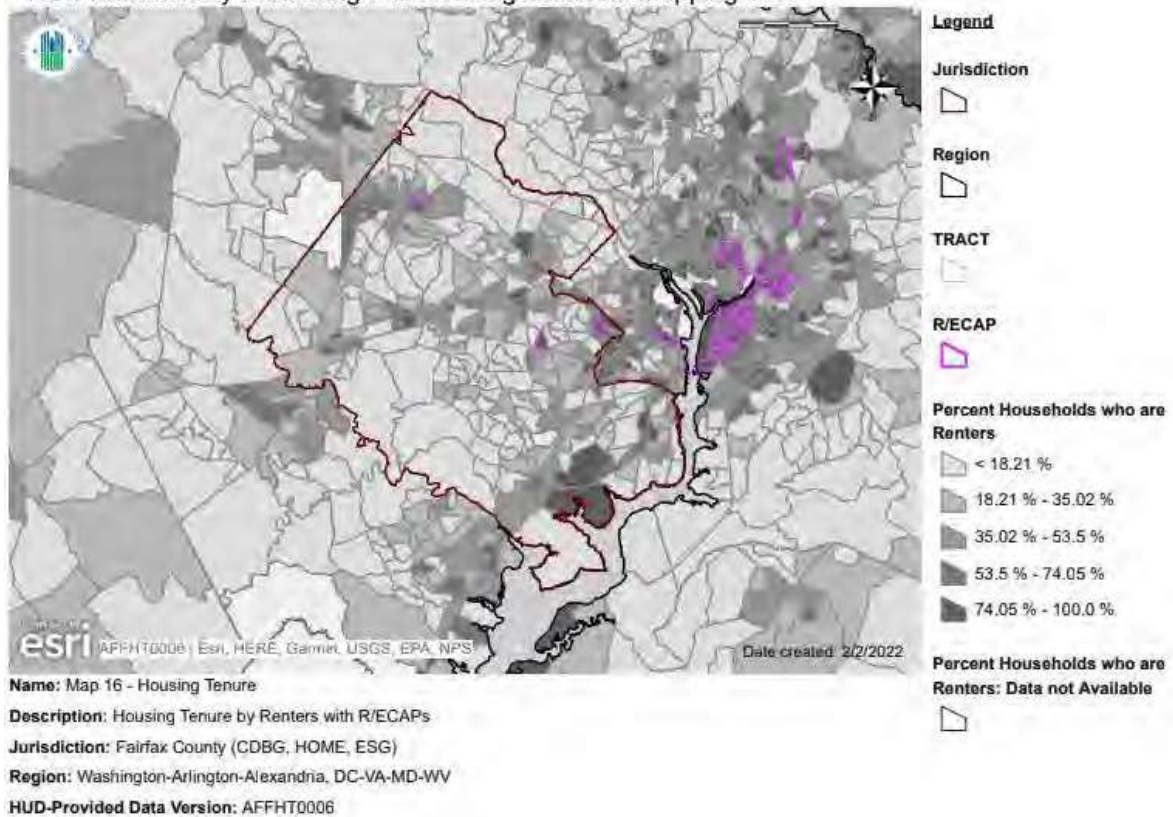 Legend
Jurisdiction
Region
TRACT
R/ECAP
Percent Households who are
Renters
< 18.21 %
18.21 % - 35.02 %
35.02 % - 53.5 %
53.5 % - 74.05 %
74.05 % - 100.0 %
Percent Households who are
Renters: Data not Available
esri
AFFHT0006 | Esri, HERE, Garmin, USGS, EPA, NPS
Date created: 2/2/2022
Name: Map 16 - Housing Tenure
Description: Housing Tenure by Renters with R/ECAPs
Jurisdiction: Fairfax County (CDBG, HOME, ESG)
Region: Washington-Arlington-Alexandria, DC-VA-MD-WV
HUD-Provided Data Version: AFFHT0006